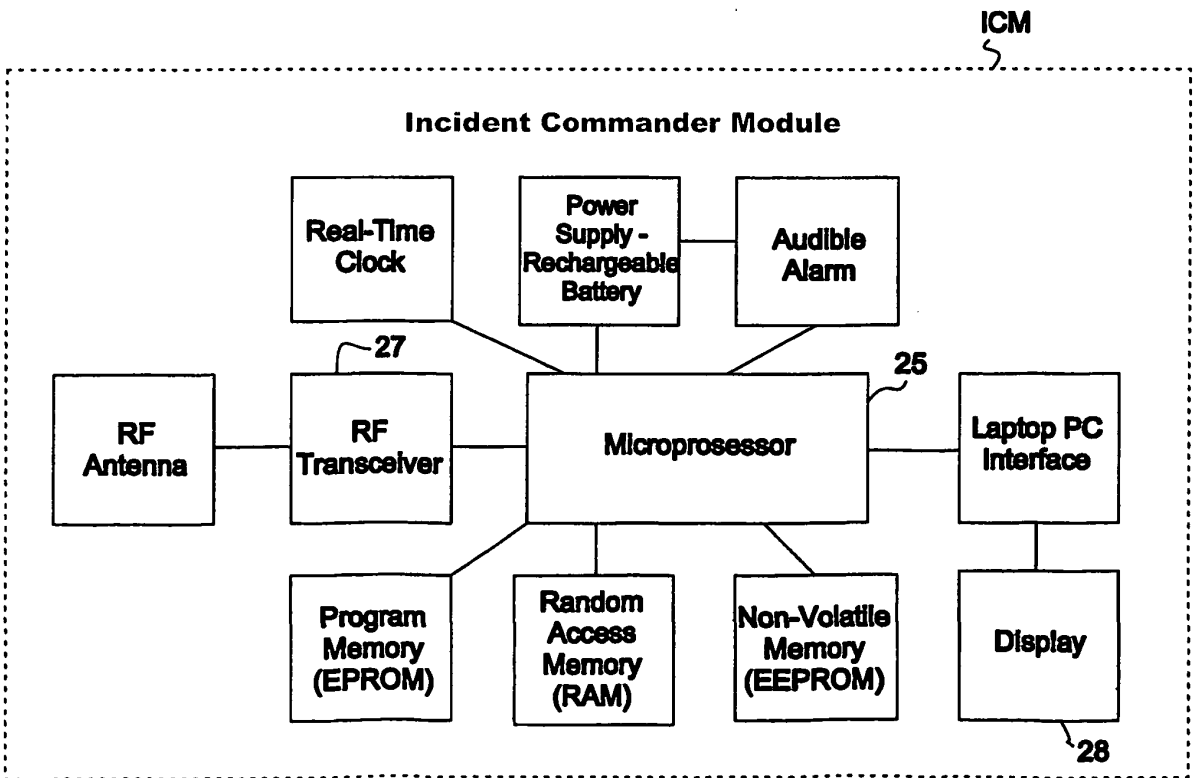 ICM
Incident Commander Module
Real-Time
Clock
Power
Supply -
Rechargeable
Battery
Audible
Alarm
27
25
RF
Antenna
RF
Transceiver
Microprosessor
Laptop PC
Interface
Program
Memory
(EPROM)
Random
Access
Memory
(RAM)
Non-Volatile
Memory
(EEPROM)
Display
28